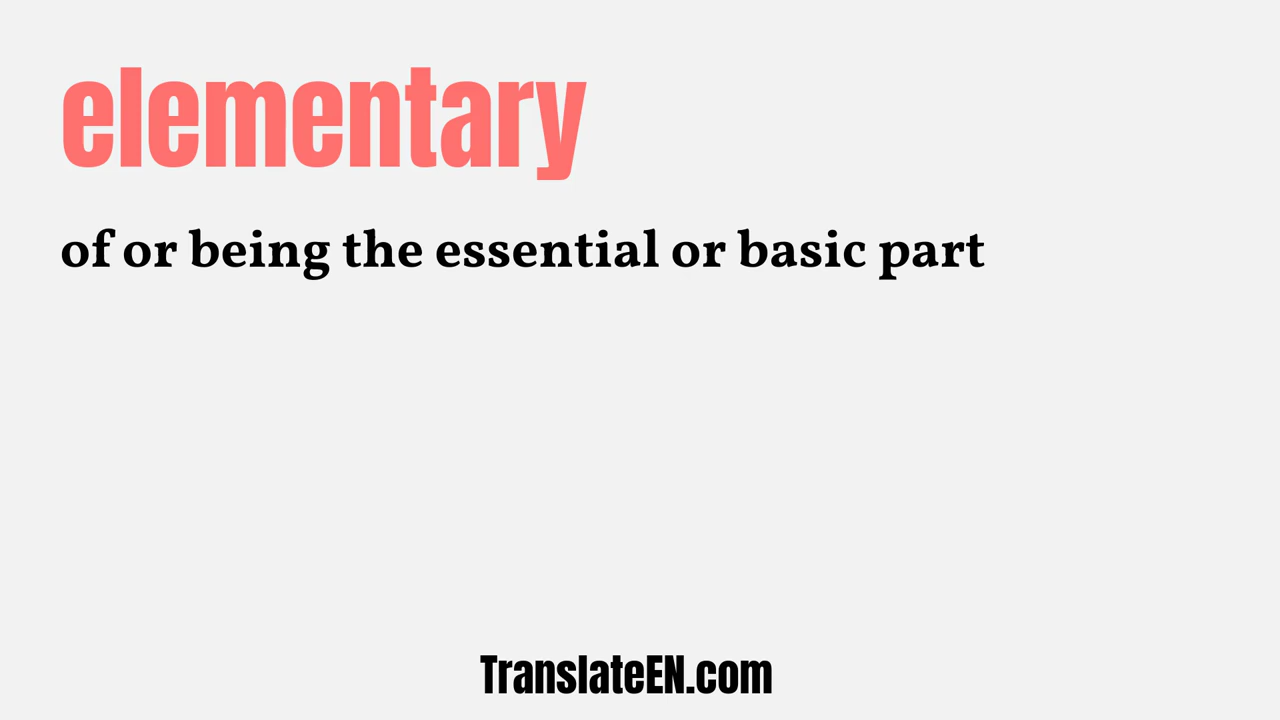 elementary
of or being the essential or basic part
TranslateEN.com